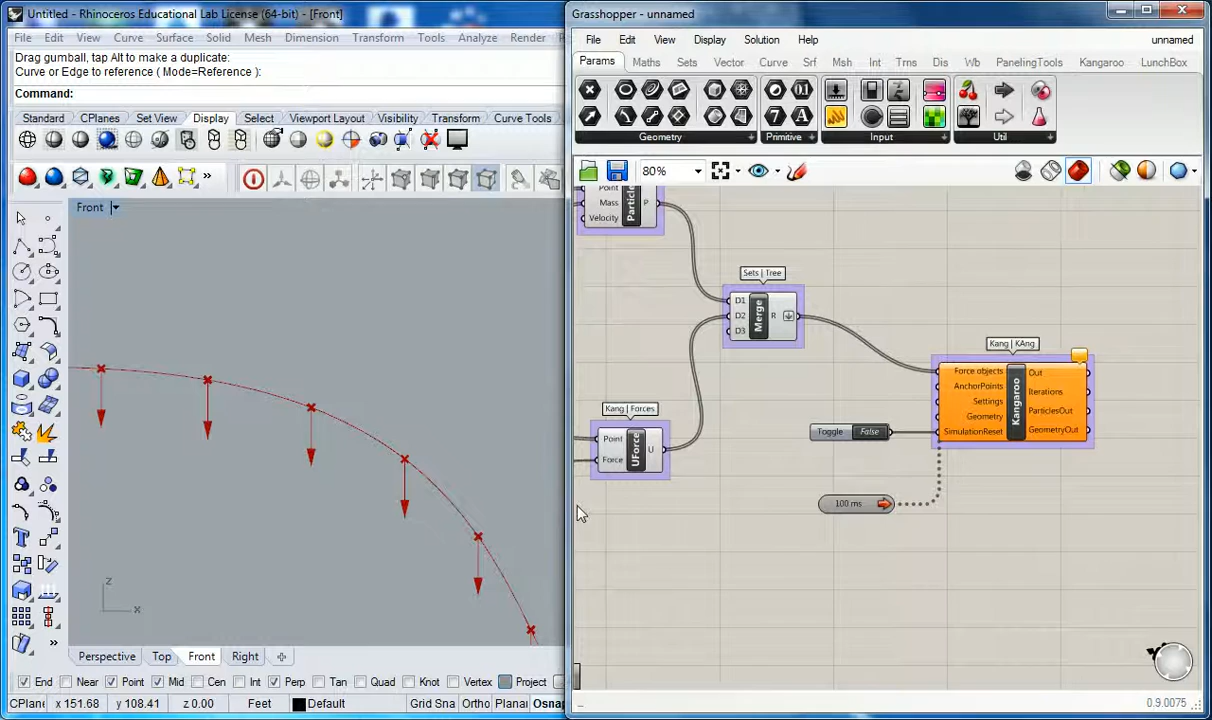 Untitled - Rhinoceros Educational Lab License (64-bit) - [Front]
File Edit View Curve Surface Solid Mesh Dimension Transform Tools Analyze Render
Drag gumball, tap Alt to make a duplicate:
Curve or Edge to reference ( Mode=Reference ):
Command:
Standard CPlanes Set View Display Select Viewport Layout Visibility Transform Curve Tools
Front
z
x
Perspective Top Front Right
End Near Point Mid Cen Int Perp Tan Quad Knot Vertex Project
CPlane x 151.68 y 108.41 z 0.00 Feet Default Grid Sna Ortho Planar Osnap
Grasshopper - unnamed
File Edit View Display Solution Help unnamed
Params Maths Sets Vector Curve Srf Msh Int Trns Dis Wb PanelingTools Kangaroo LunchBox
Geometry Primitive Input Util
80%
Point
Mass
Velocity
P
Sets | Tree
D1
D2
D3
Merge
R
Kang | Forces
Point
Force
UForce
U
Kang | KAng
Force objects
AnchorPoints
Settings
Geometry
SimulationReset
Kangaroo
Out
Iterations
ParticlesOut
GeometryOut
Toggle False
100 ms
0.9.0075